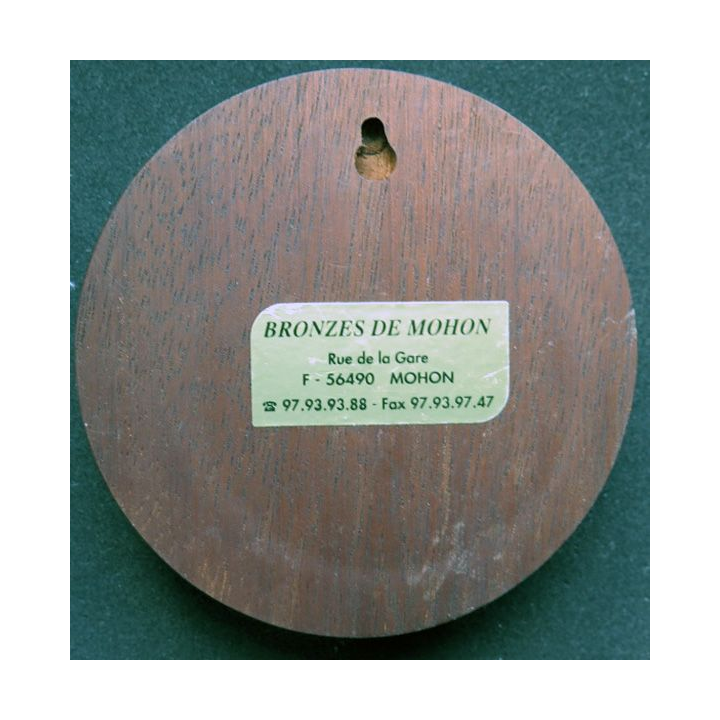 BRONZES DE MOHON
Rue de la Gare
F - 56490 MOHON
☎ 97.93.93.88 - Fax 97.93.97.47